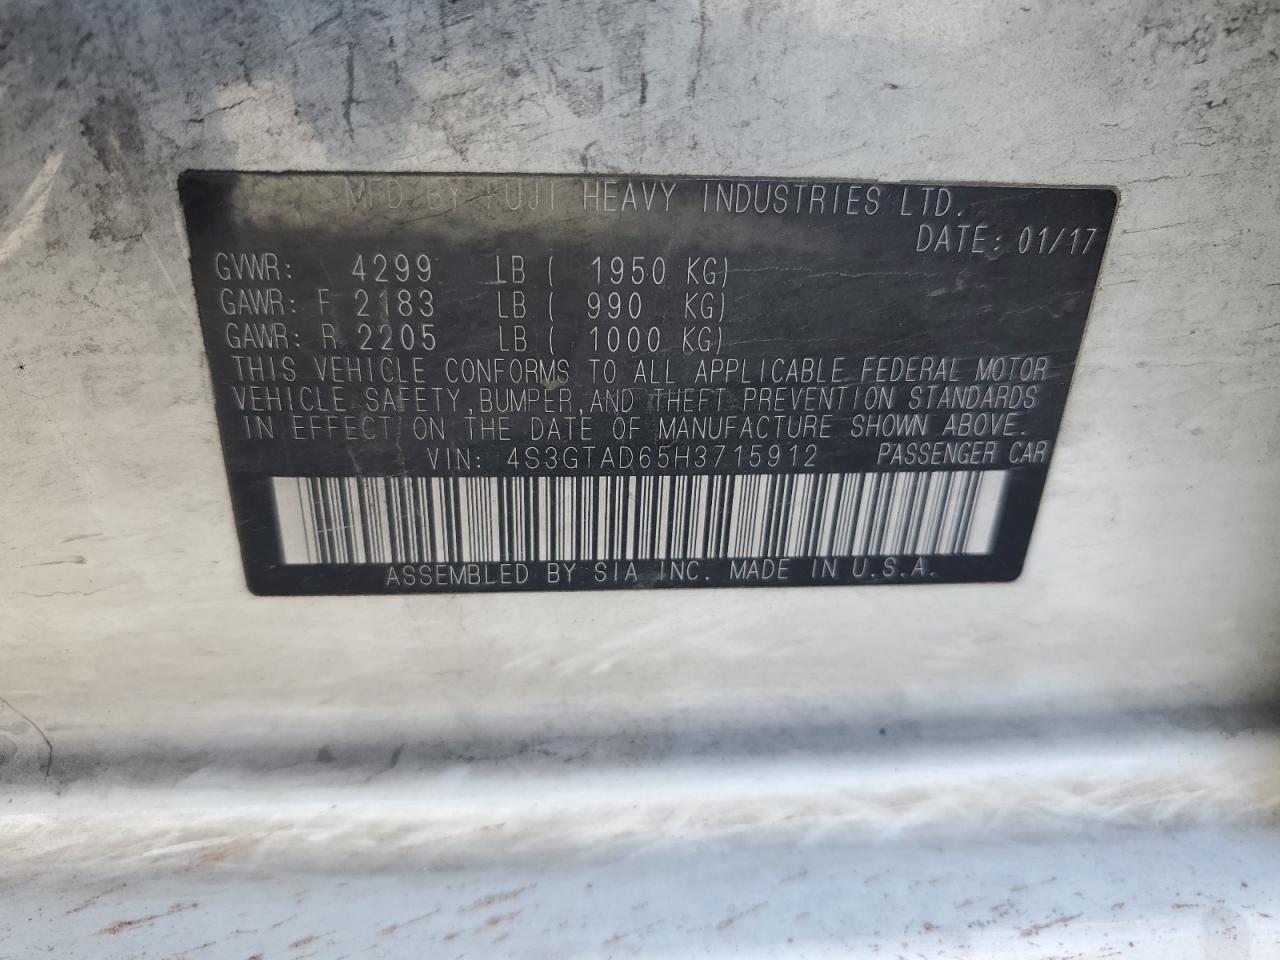 MFD. BY FUJI HEAVY INDUSTRIES LTD.
DATE: 01/17
GVWR: 4299 LB ( 1950 KG)
GAWR: F 2183 LB ( 990 KG)
GAWR: R 2205 LB ( 1000 KG)
THIS VEHICLE CONFORMS TO ALL APPLICABLE FEDERAL MOTOR
VEHICLE SAFETY, BUMPER, AND THEFT PREVENTION STANDARDS
IN EFFECT ON THE DATE OF MANUFACTURE SHOWN ABOVE.
VIN: 4S3GTAD65H3715912 PASSENGER CAR
ASSEMBLED BY SIA INC. MADE IN U.S.A.